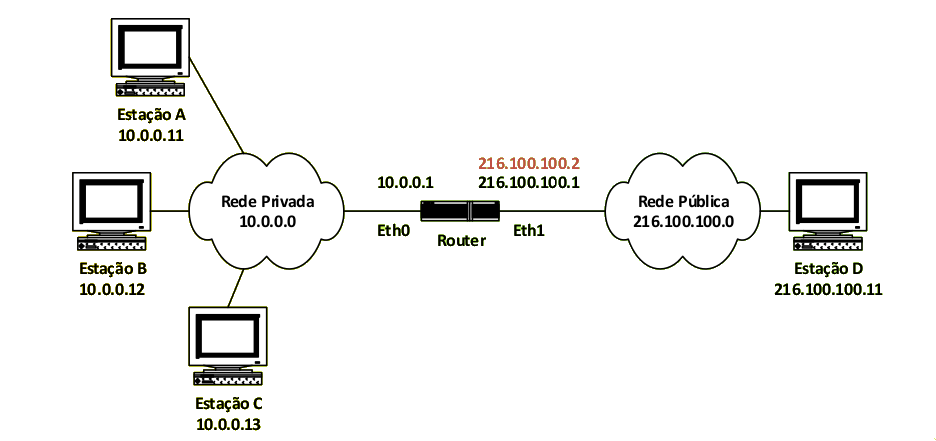 Estação A
10.0.0.11
Estação B
10.0.0.12
Estação C
10.0.0.13
Rede Privada
10.0.0.0
10.0.0.1
Eth0
Router
216.100.100.2
216.100.100.1
Eth1
Rede Pública
216.100.100.0
Estação D
216.100.100.11